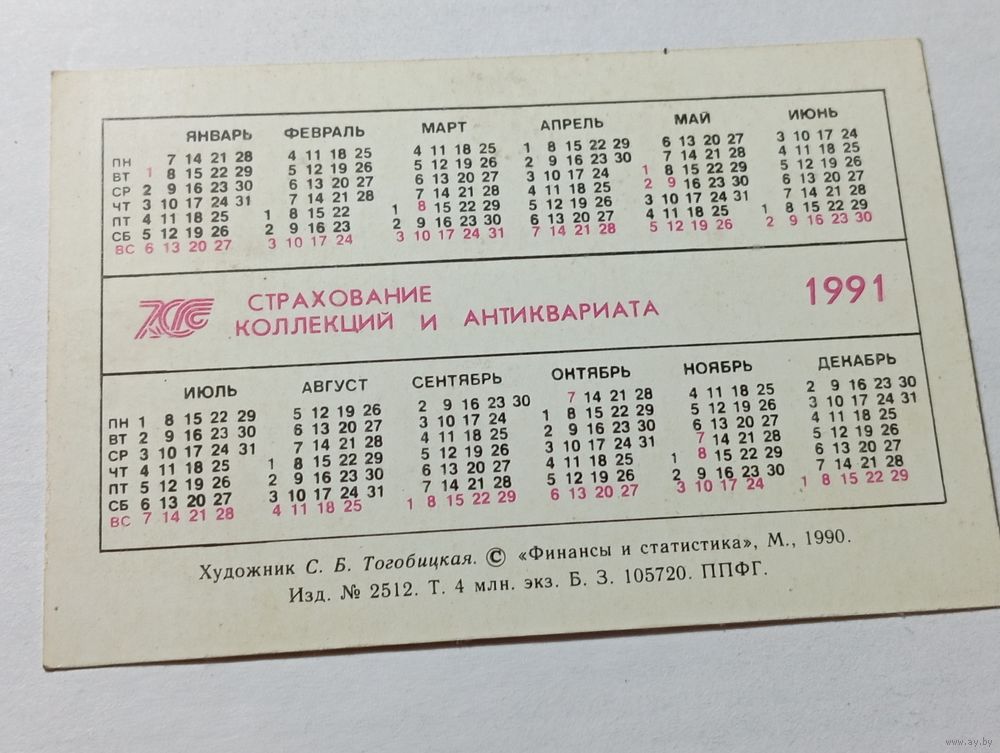 ЯНВАРЬ ФЕВРАЛЬ МАРТ АПРЕЛЬ МАЙ ИЮНЬ
ПН 7 14 21 28 4 11 18 25 4 11 18 25 1 8 15 22 29 6 13 20 27 3 10 17 24
ВТ 1 8 15 22 29 5 12 19 26 5 12 19 26 2 9 16 23 30 7 14 21 28 4 11 18 25
СР 2 9 16 23 30 6 13 20 27 6 13 20 27 3 10 17 24 1 8 15 22 29 5 12 19 26
ЧТ 3 10 17 24 31 7 14 21 28 7 14 21 28 4 11 18 25 2 9 16 23 30 6 13 20 27
ПТ 4 11 18 25 1 8 15 22 1 8 15 22 29 5 12 19 26 3 10 17 24 31 7 14 21 28
СБ 5 12 19 26 2 9 16 23 2 9 16 23 30 6 13 20 27 4 11 18 25 1 8 15 22 29
ВС 6 13 20 27 3 10 17 24 3 10 17 24 31 7 14 21 28 5 12 19 26 2 9 16 23 30
СТРАХОВАНИЕ
КОЛЛЕКЦИЙ И АНТИКВАРИАТА
1991
ИЮЛЬ АВГУСТ СЕНТЯБРЬ ОКТЯБРЬ НОЯБРЬ ДЕКАБРЬ
ПН 1 8 15 22 29 5 12 19 26 2 9 16 23 30 7 14 21 28 4 11 18 25 2 9 16 23 30
ВТ 2 9 16 23 30 6 13 20 27 3 10 17 24 1 8 15 22 29 5 12 19 26 3 10 17 24 31
СР 3 10 17 24 31 7 14 21 28 4 11 18 25 2 9 16 23 30 6 13 20 27 4 11 18 25
ЧТ 4 11 18 25 1 8 15 22 29 5 12 19 26 3 10 17 24 31 7 14 21 28 5 12 19 26
ПТ 5 12 19 26 2 9 16 23 30 6 13 20 27 4 11 18 25 1 8 15 22 29 6 13 20 27
СБ 6 13 20 27 3 10 17 24 31 7 14 21 28 5 12 19 26 2 9 16 23 30 7 14 21 28
ВС 7 14 21 28 4 11 18 25 1 8 15 22 29 6 13 20 27 3 10 17 24 1 8 15 22 29
Художник С. Б. Тогобицкая. © «Финансы и статистика», М., 1990.
Изд. № 2512. Т. 4 млн. экз. Б. З. 105720. ППФГ.
www.ay.by